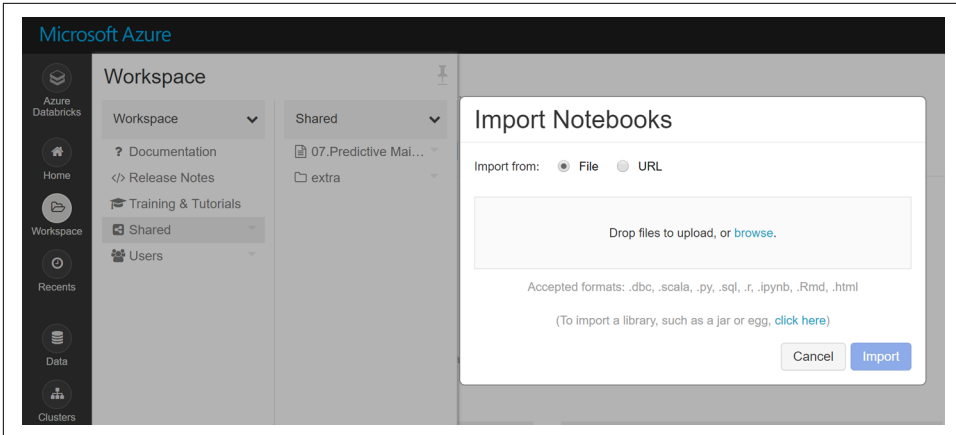 Microsoft Azure
Azure
Databricks
Home
Workspace
Recents
Data
Clusters
Workspace
Workspace
? Documentation
</> Release Notes
Training & Tutorials
Shared
Users
Shared
07.Predictive Mai...
extra
Import Notebooks
Import from: File URL
Drop files to upload, or browse.
Accepted formats: .dbc, .scala, .py, .sql, .r, .ipynb, .Rmd, .html
(To import a library, such as a jar or egg, click here)
Cancel Import